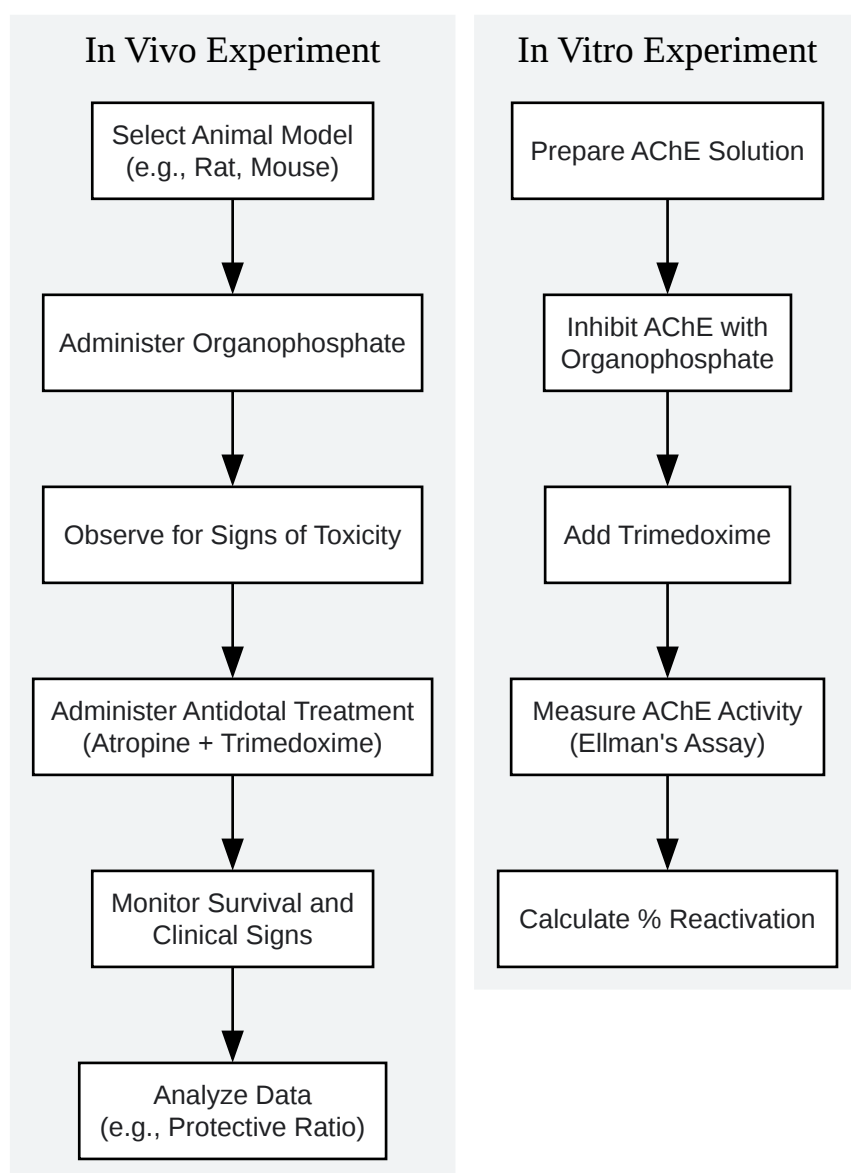 In Vivo Experiment
Select Animal Model
(e.g., Rat, Mouse)
Administer Organophosphate
Observe for Signs of Toxicity
Administer Antidotal Treatment
(Atropine + Trimedoxime)
Monitor Survival and
Clinical Signs
Analyze Data
(e.g., Protective Ratio)
In Vitro Experiment
Prepare AChE Solution
Inhibit AChE with
Organophosphate
Add Trimedoxime
Measure AChE Activity
(Ellman's Assay)
Calculate % Reactivation